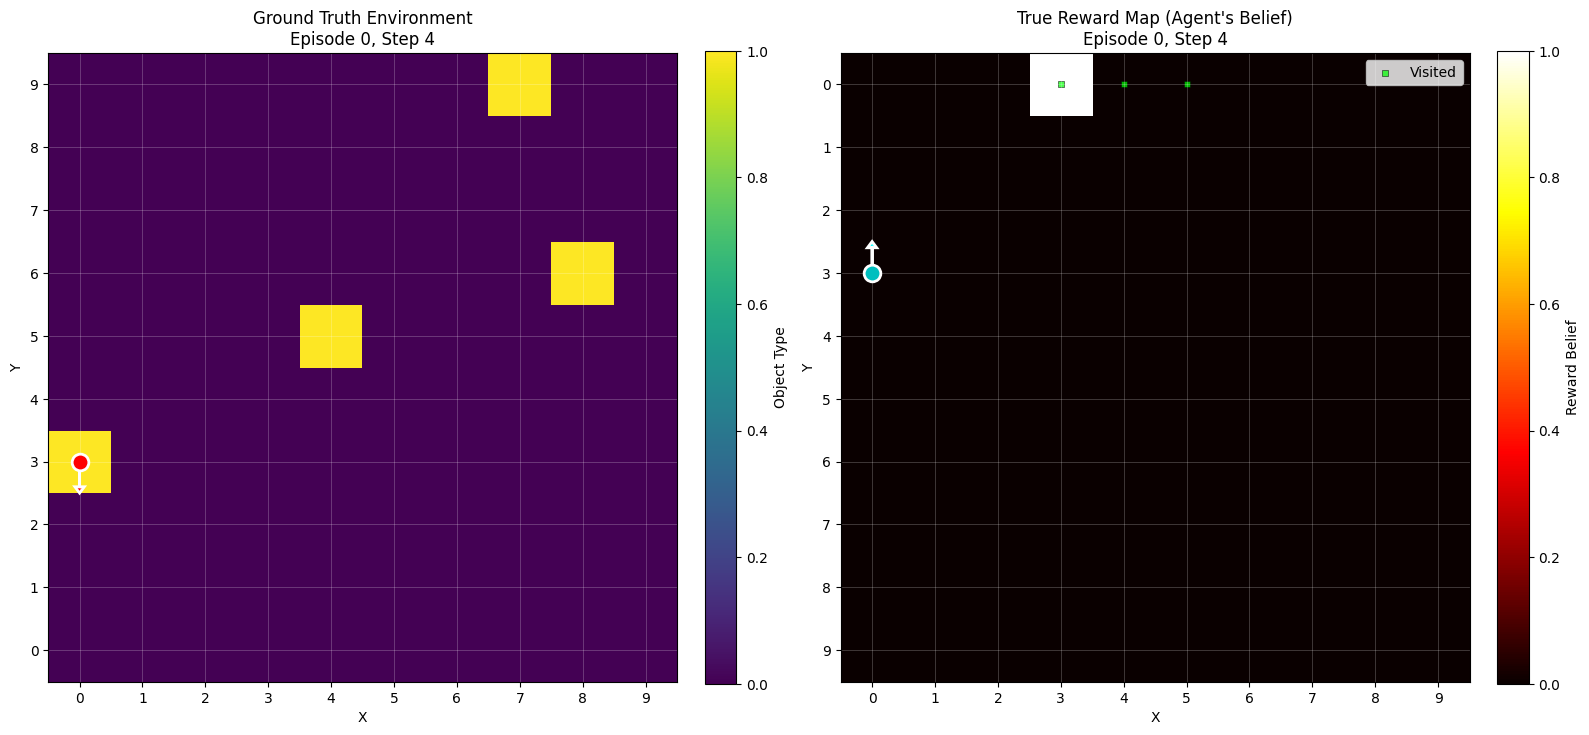 Ground Truth Environment
Episode 0, Step 4
9
8
7
6
5
4
3
2
1
0
Y
0 1 2 3 4 5 6 7 8 9
X
1.0
0.8
0.6
0.4
0.2
0.0
Object Type
True Reward Map (Agent's Belief)
Episode 0, Step 4
Visited
0
1
2
3
4
5
6
7
8
9
Y
0 1 2 3 4 5 6 7 8 9
X
1.0
0.8
0.6
0.4
0.2
0.0
Reward Belief